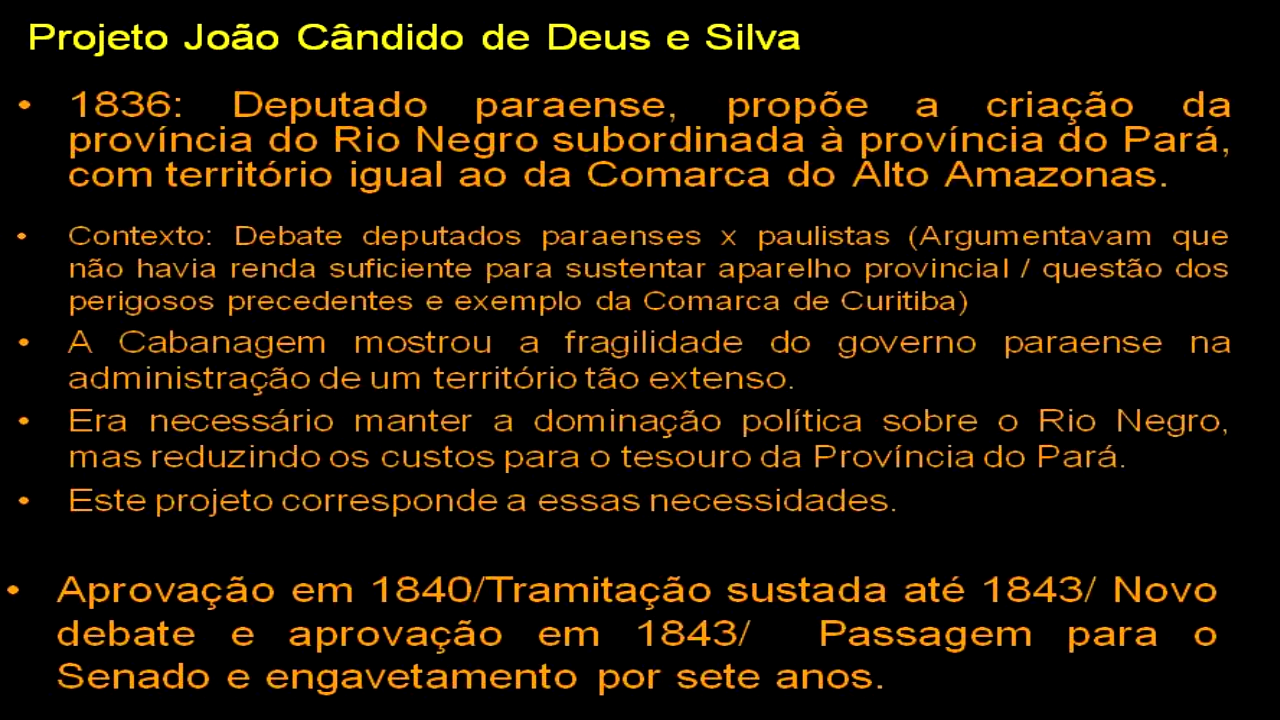 Projeto João Cândido de Deus e Silva
• 1836: Deputado paraense, propõe a criação da
província do Rio Negro subordinada à província do Pará,
com território igual ao da Comarca do Alto Amazonas.
• Contexto: Debate deputados paraenses x paulistas (Argumentavam que
não havia renda suficiente para sustentar aparelho provincial / questão dos
perigosos precedentes e exemplo da Comarca de Curitiba)
• A Cabanagem mostrou a fragilidade do governo paraense na
administração de um território tão extenso.
• Era necessário manter a dominação política sobre o Rio Negro,
mas reduzindo os custos para o tesouro da Província do Pará.
• Este projeto corresponde a essas necessidades.
• Aprovação em 1840/Tramitação sustada até 1843/ Novo
debate e aprovação em 1843/ Passagem para o
Senado e engavetamento por sete anos.